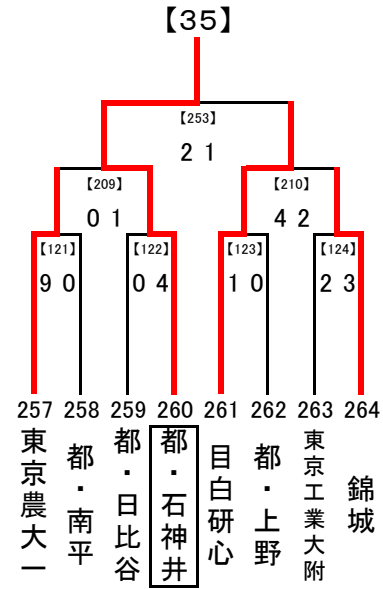 【35】
【253】
2 1
【209】
【210】
0 1
4 2
【121】
【122】
【123】
【124】
9 0
0 4
1 0
2 3
257
258
259
260
261
262
263
264
東京農大一
都・南平
都・日比谷
都・石神井
目白研心
都・上野
東京工業大附
錦城